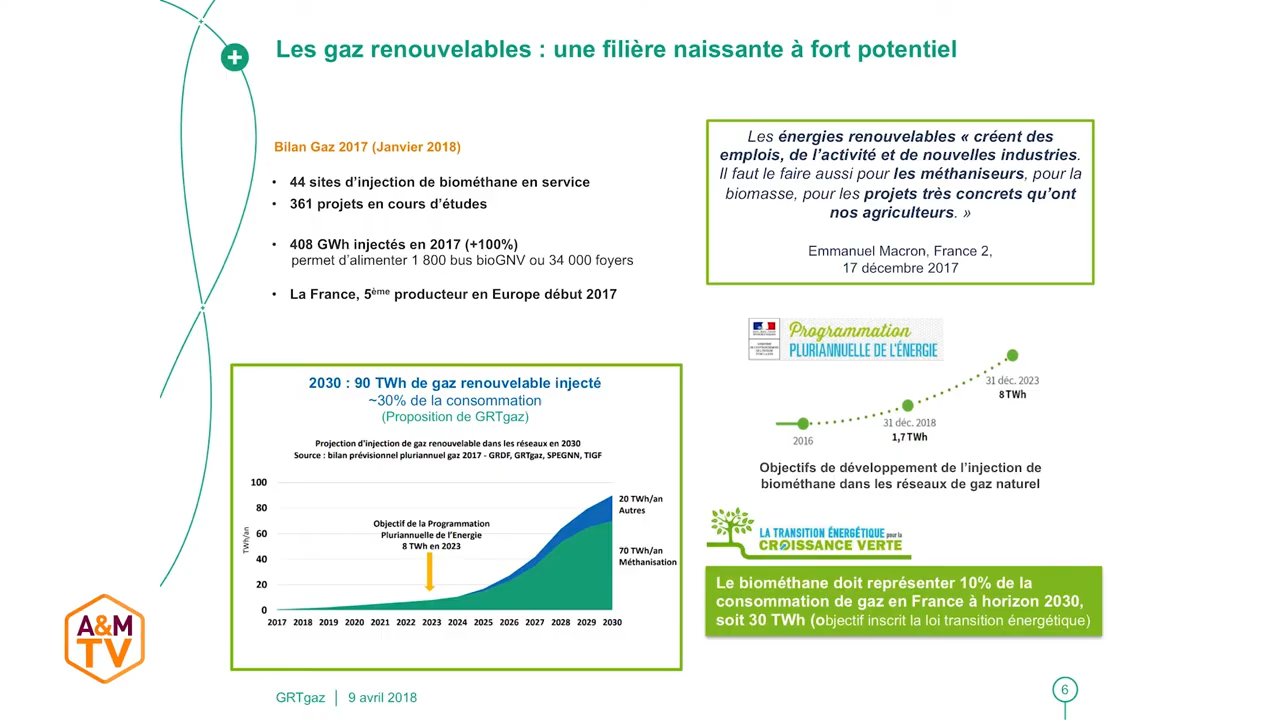 Les gaz renouvelables : une filière naissante à fort potentiel
Bilan Gaz 2017 (Janvier 2018)
• 44 sites d’injection de biométhane en service
• 361 projets en cours d’études
• 408 GWh injectés en 2017 (+100%)
permet d’alimenter 1 800 bus bioGNV ou 34 000 foyers
• La France, 5ème producteur en Europe début 2017
Les énergies renouvelables « créent des
emplois, de l’activité et de nouvelles industries.
Il faut le faire aussi pour les méthaniseurs, pour la
biomasse, pour les projets très concrets qu’ont
nos agriculteurs. »
Emmanuel Macron, France 2,
17 décembre 2017
2030 : 90 TWh de gaz renouvelable injecté
~30% de la consommation
(Proposition de GRTgaz)
Projection d'injection de gaz renouvelable dans les réseaux en 2030
Source : bilan prévisionnel pluriannuel gaz 2017 - GRDF, GRTgaz, SPEGNN, TIGF
TWh/an
100
80
60
40
20
0
Objectif de la Programmation
Pluriannuelle de l’Energie
8 TWh en 2023
20 TWh/an
Autres
70 TWh/an
Méthanisation
2017 2018 2019 2020 2021 2022 2023 2024 2025 2026 2027 2028 2029 2030
Programmation
PLURIANNUELLE DE L’ÉNERGIE
2016
31 déc. 2018
1,7 TWh
31 déc. 2023
8 TWh
Objectifs de développement de l’injection de
biométhane dans les réseaux de gaz naturel
LA TRANSITION ÉNERGÉTIQUE pour la
CROISSANCE VERTE
Le biométhane doit représenter 10% de la
consommation de gaz en France à horizon 2030,
soit 30 TWh (objectif inscrit la loi transition énergétique)
A&M
TV
GRTgaz | 9 avril 2018
6